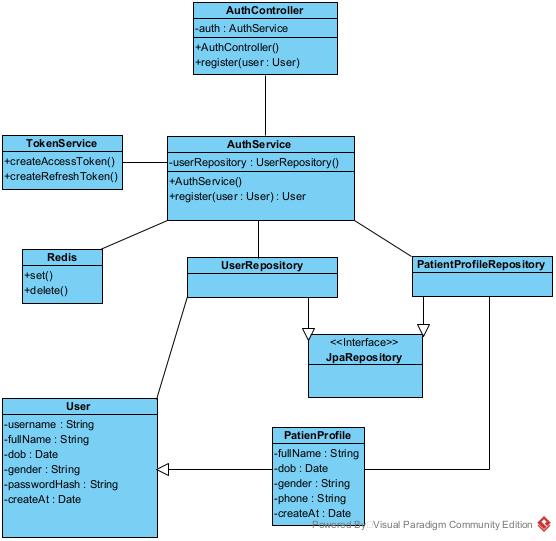 AuthController
-auth : AuthService
+AuthController()
+register(user : User)
TokenService
+createAccessToken()
+createRefreshToken()
AuthService
-userRepository : UserRepository()
+AuthService()
+register(user : User) : User
Redis
+set()
+delete()
UserRepository
PatientProfileRepository
<<Interface>>
JpaRepository
User
-username : String
-fullName : String
-dob : Date
-gender : String
-passwordHash : String
-createAt : Date
PatienProfile
-fullName : String
-dob : Date
-gender : String
-phone : String
-createAt : Date
Powered By Visual Paradigm Community Edition